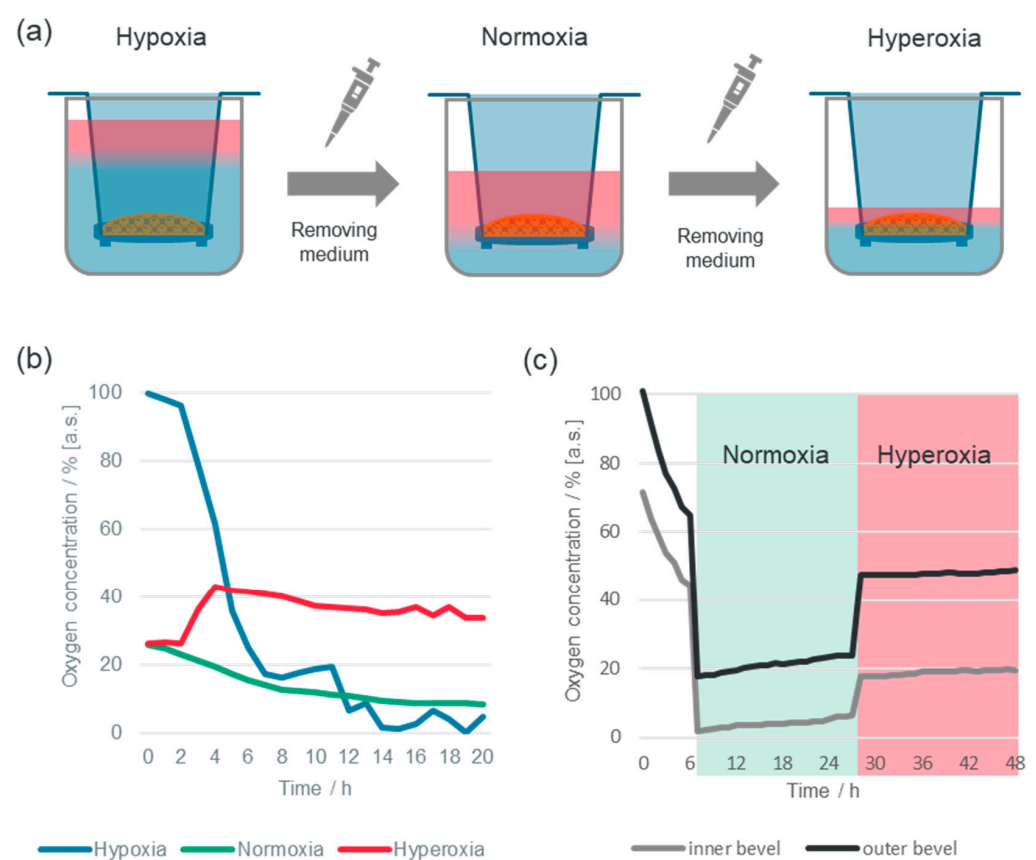 (a)
Hypoxia
Normoxia
Hyperoxia
Removing
medium
Removing
medium
(b)
Oxygen concentration / % [a.s.]
100
80
60
40
20
0
0 2 4 6 8 10 12 14 16 18 20
Time / h
Hypoxia Normoxia Hyperoxia
(c)
Oxygen concentration / % [a.s.]
100
80
60
40
20
0
Normoxia Hyperoxia
0 6 12 18 24 30 36 42 48
Time / h
inner bevel outer bevel